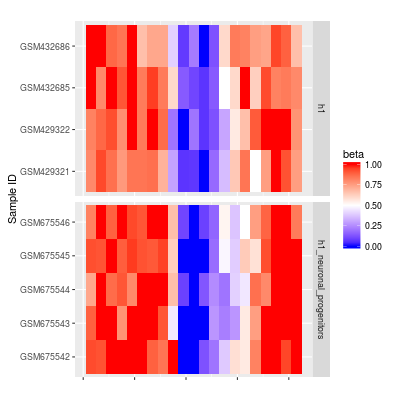 GSM432686
GSM432685
GSM429322
GSM429321
h1
GSM675546
GSM675545
GSM675544
GSM675543
GSM675542
h1_neuronal_progenitors
Sample ID
beta
1.00
0.75
0.50
0.25
0.00